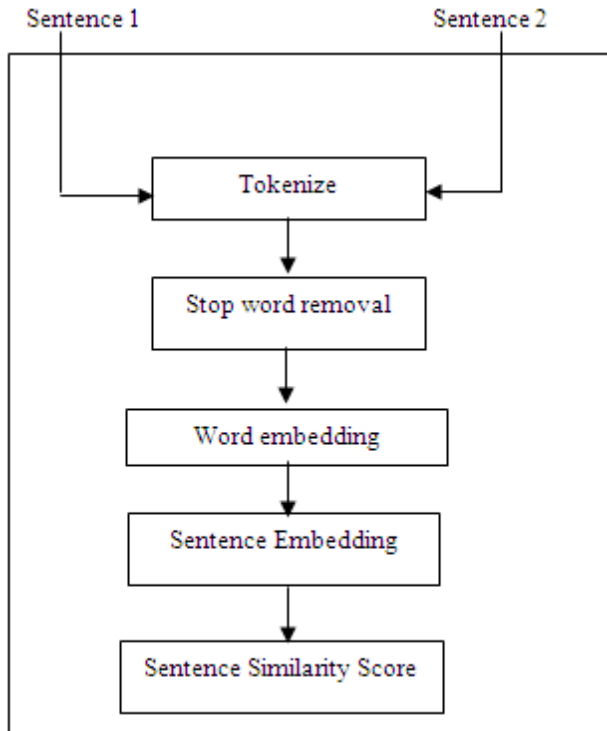 Sentence 1
Sentence 2
Tokenize
Stop word removal
Word embedding
Sentence Embedding
Sentence Similarity Score